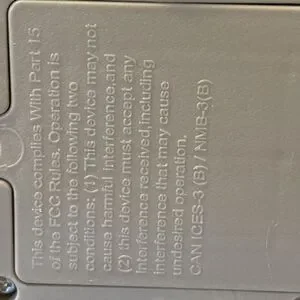 This device complies With Part 15
of the FCC Rules. Operation is
subject to the following two
conditions: (1) This device may not
cause harmful interference,and
(2) this device must accept any
interference received,including
interference that may cause
undesired operation.
CAN ICES-3 (B) / NMB-3(B)